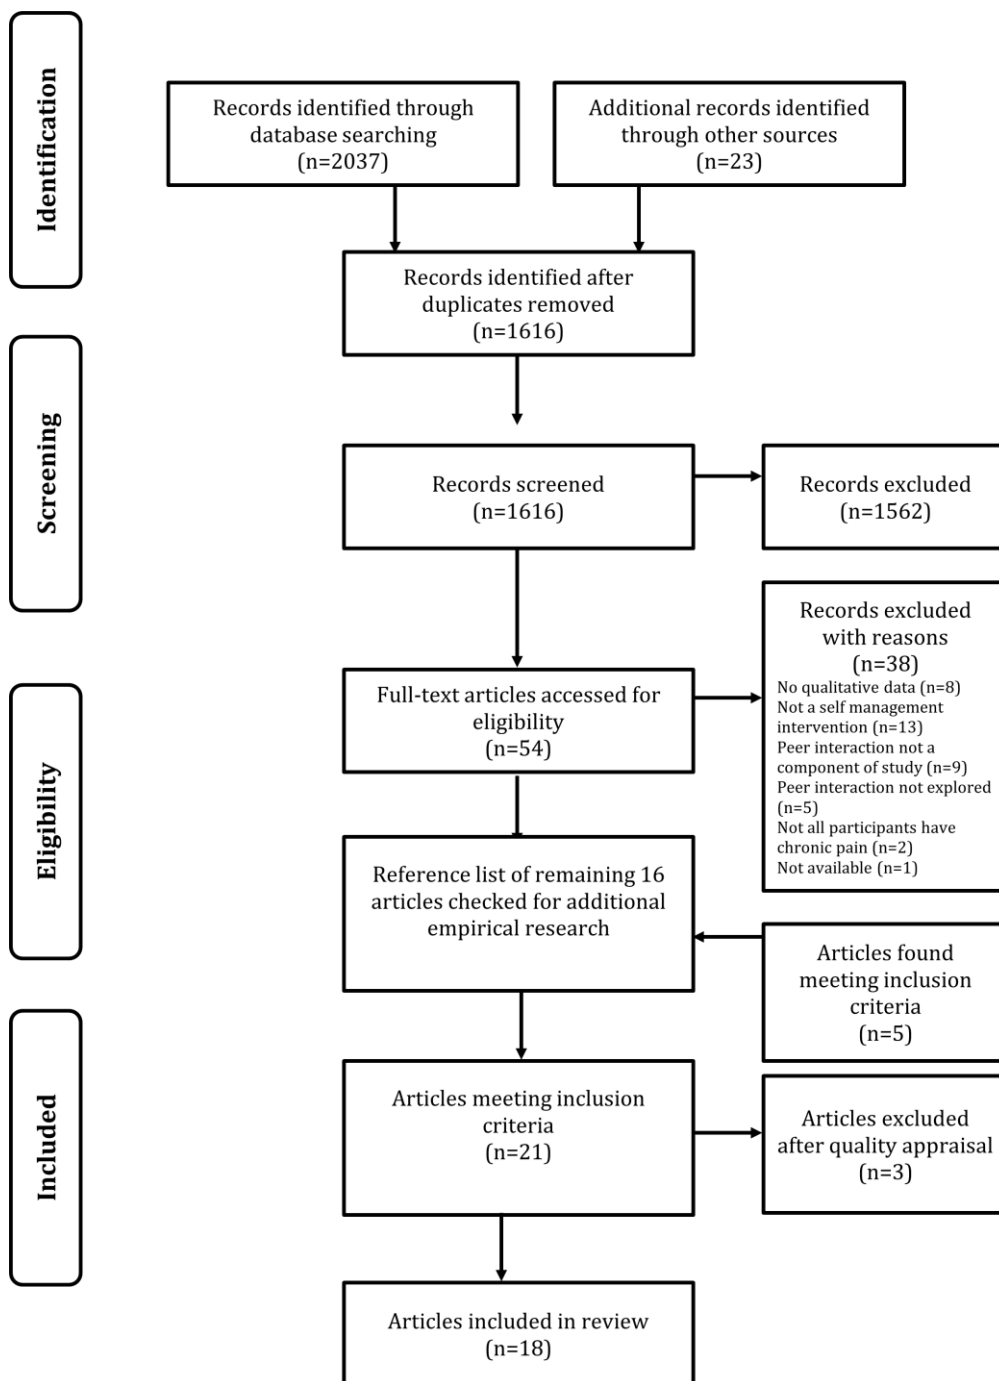 Identification
Records identified through
database searching
(n=2037)
Additional records identified
through other sources
(n=23)
Records identified after
duplicates removed
(n=1616)
Screening
Records screened
(n=1616)
Records excluded
(n=1562)
Eligibility
Full-text articles accessed for
eligibility
(n=54)
Records excluded
with reasons
(n=38)
No qualitative data (n=8)
Not a self management
intervention (n=13)
Peer interaction not a
component of study (n=9)
Peer interaction not explored
(n=5)
Not all participants have
chronic pain (n=2)
Not available (n=1)
Reference list of remaining 16
articles checked for additional
empirical research
Articles found
meeting inclusion
criteria
(n=5)
Included
Articles meeting inclusion
criteria
(n=21)
Articles excluded
after quality appraisal
(n=3)
Articles included in review
(n=18)